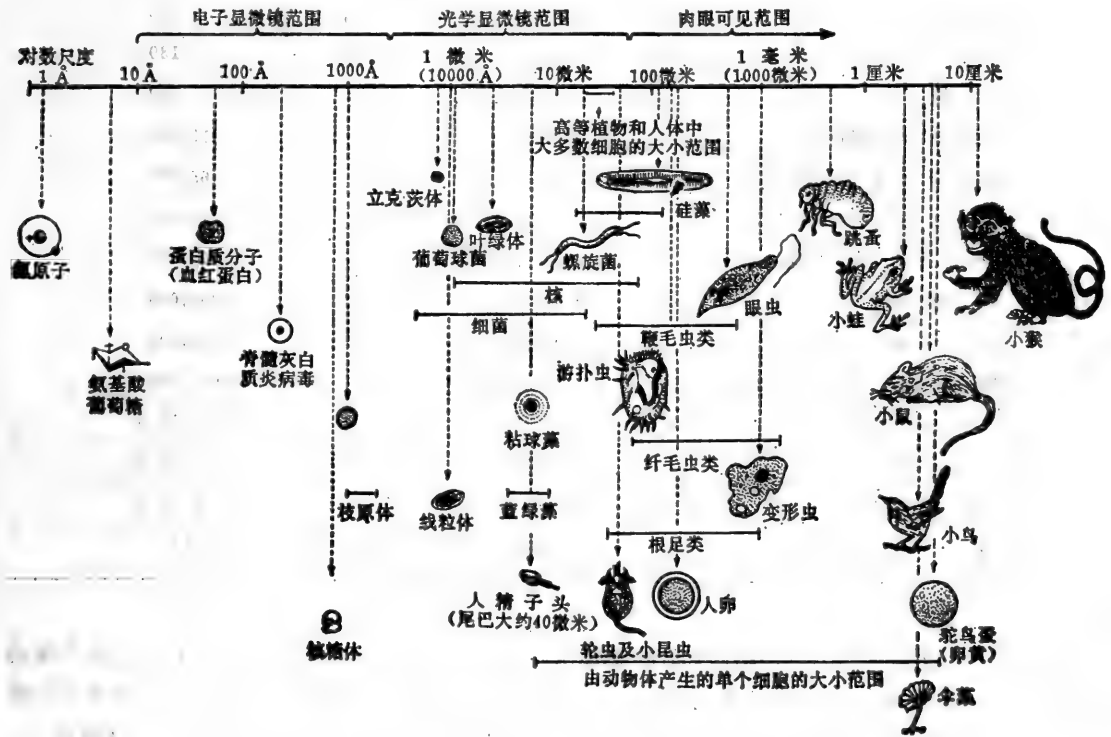 电子显微镜范围
光学显微镜范围
肉眼可见范围
对数尺度
1 Å
10 Å
100 Å
1000Å
1 微米
(10000 Å)
10微米
100微米
1 毫米
(1000微米)
1厘米
10厘米
高等植物和人体中
大多数细胞的大小范围
立克次体
硅藻
跳蚤
氢原子
蛋白质分子
(血红蛋白)
葡萄球菌
叶绿体
螺旋菌
核
细菌
眼虫
小蛙
小猴
氨基酸
葡萄糖
脊髓灰白
质炎病毒
鞭毛虫类
游扑虫
小鼠
粘球藻
纤毛虫类
枝原体
线粒体
蓝绿藻
变形虫
小鸟
根足类
人精子头
(尾巴大约40微米)
人卵
核糖体
轮虫及小昆虫
鸵鸟蛋
(卵黄)
由动物体产生的单个细胞的大小范围
伞藻